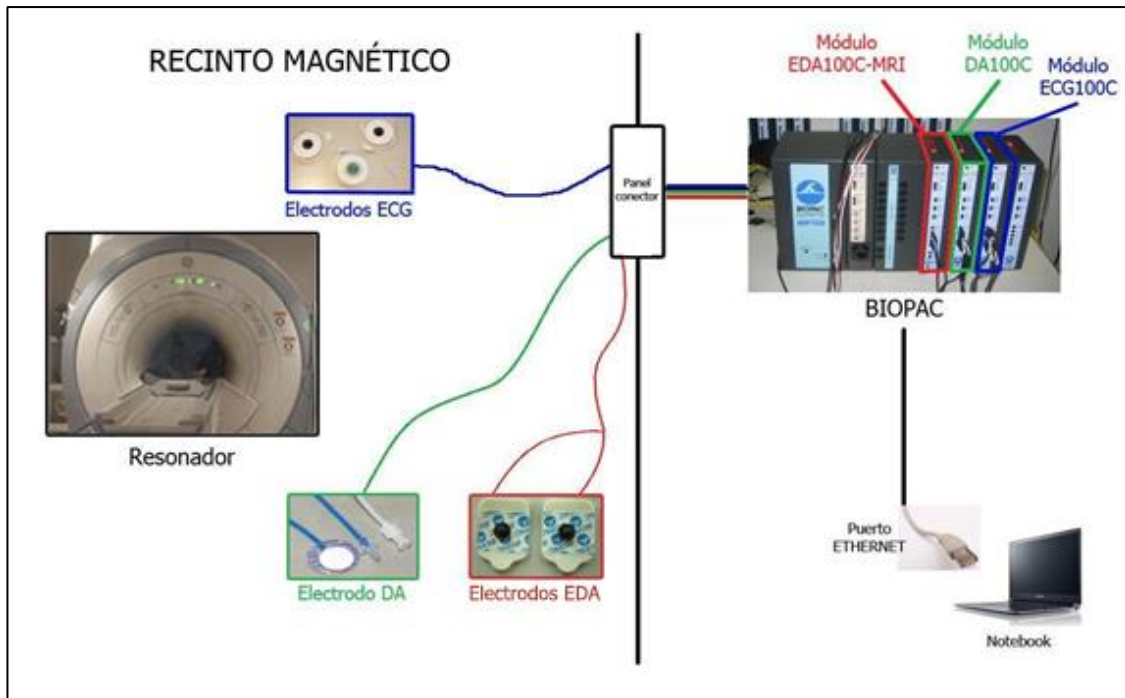 RECINTO MAGNÉTICO
Módulo
EDA100C-MRI
Módulo
DA100C
Módulo
ECG100C
Electrodos ECG
Panel
conector
BIOPAC
BIOPAC
Resonador
Electrodo DA
Electrodos EDA
Puerto
ETHERNET
Notebook